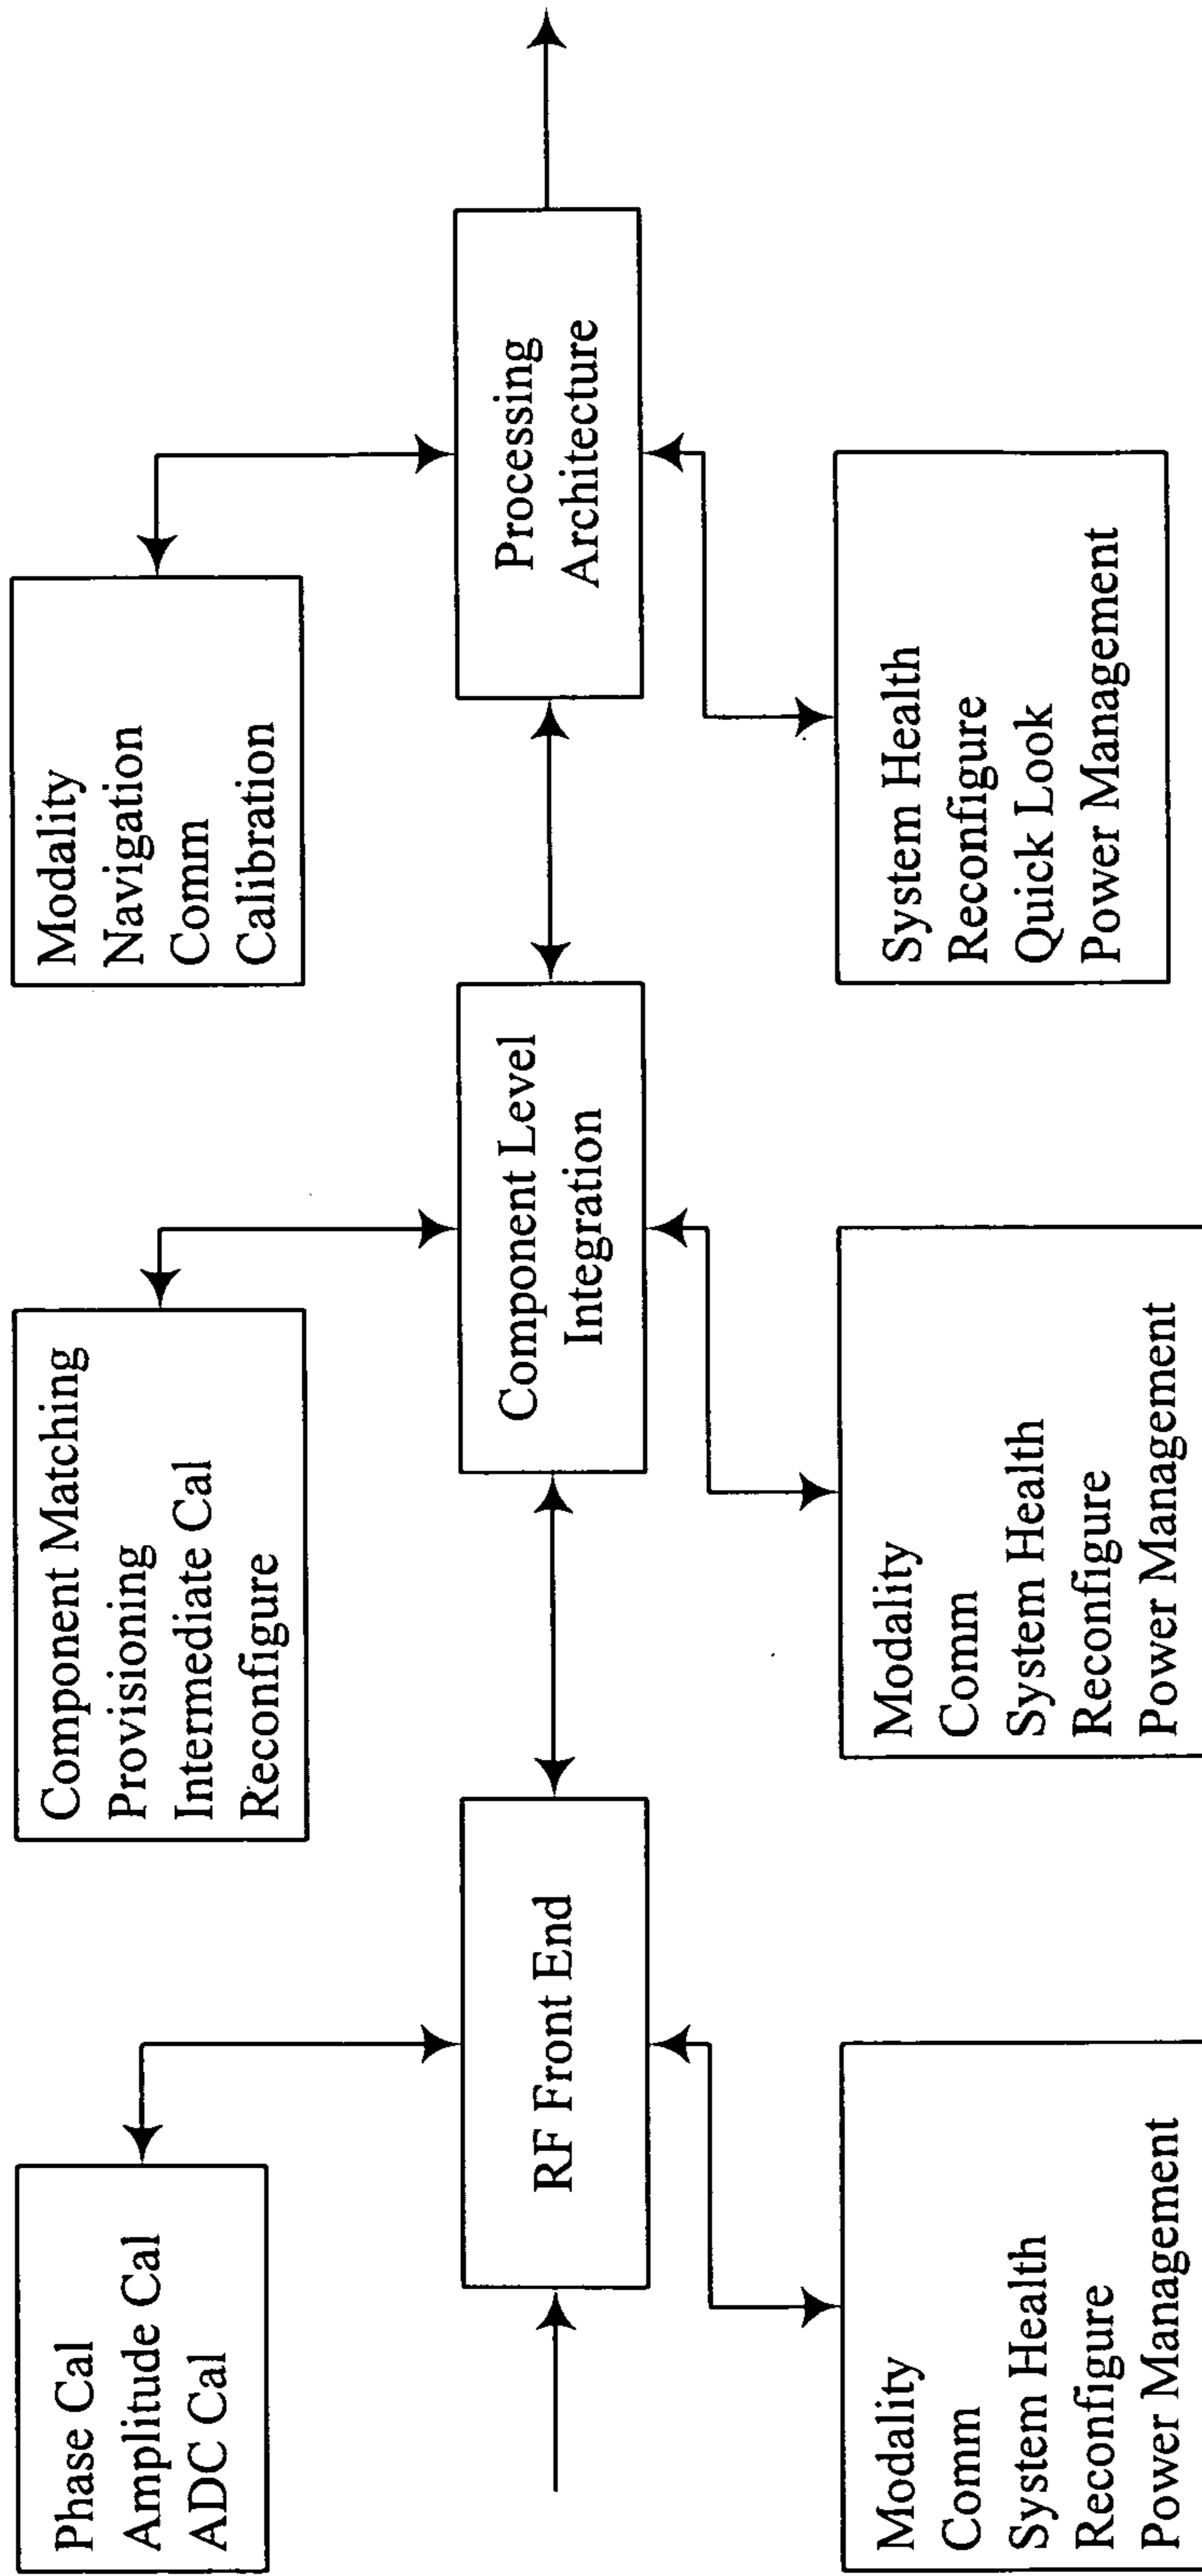 Phase Cal
Amplitude Cal
ADC Cal
Component Matching
Provisioning
Intermediate Cal
Reconfigure
Modality
Navigation
Comm
Calibration
RF Front End
Component Level
Integration
Processing
Architecture
Modality
Comm
System Health
Reconfigure
Power Management
Modality
Comm
System Health
Reconfigure
Power Management
System Health
Reconfigure
Quick Look
Power Management